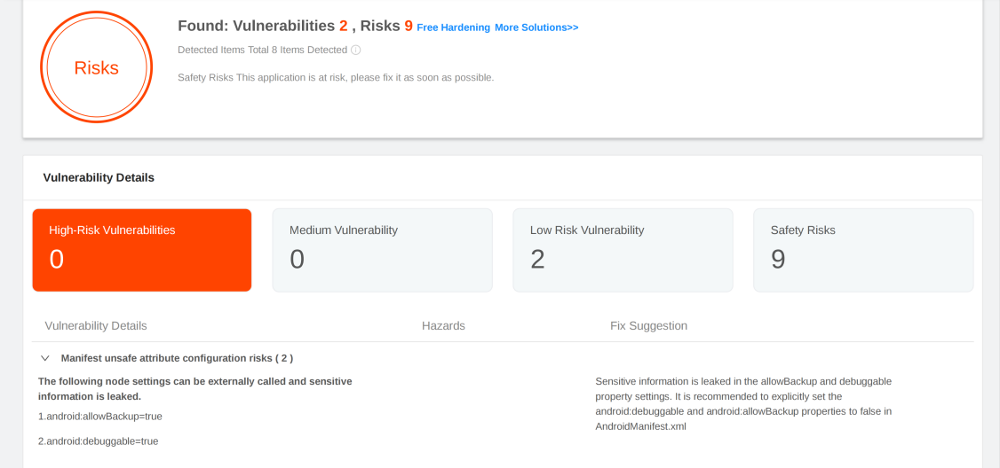 Risks
Found: Vulnerabilities 2 , Risks 9 Free Hardening More Solutions>>
Detected Items Total 8 Items Detected
Safety Risks This application is at risk, please fix it as soon as possible.
Vulnerability Details
High-Risk Vulnerabilities
0
Medium Vulnerability
0
Low Risk Vulnerability
2
Safety Risks
9
Vulnerability Details Hazards Fix Suggestion
Manifest unsafe attribute configuration risks ( 2 )
The following node settings can be externally called and sensitive
information is leaked.
1.android:allowBackup=true
2.android:debuggable=true
Sensitive information is leaked in the allowBackup and debuggable
property settings. It is recommended to explicitly set the
android:debuggable and android:allowBackup properties to false in
AndroidManifest.xml